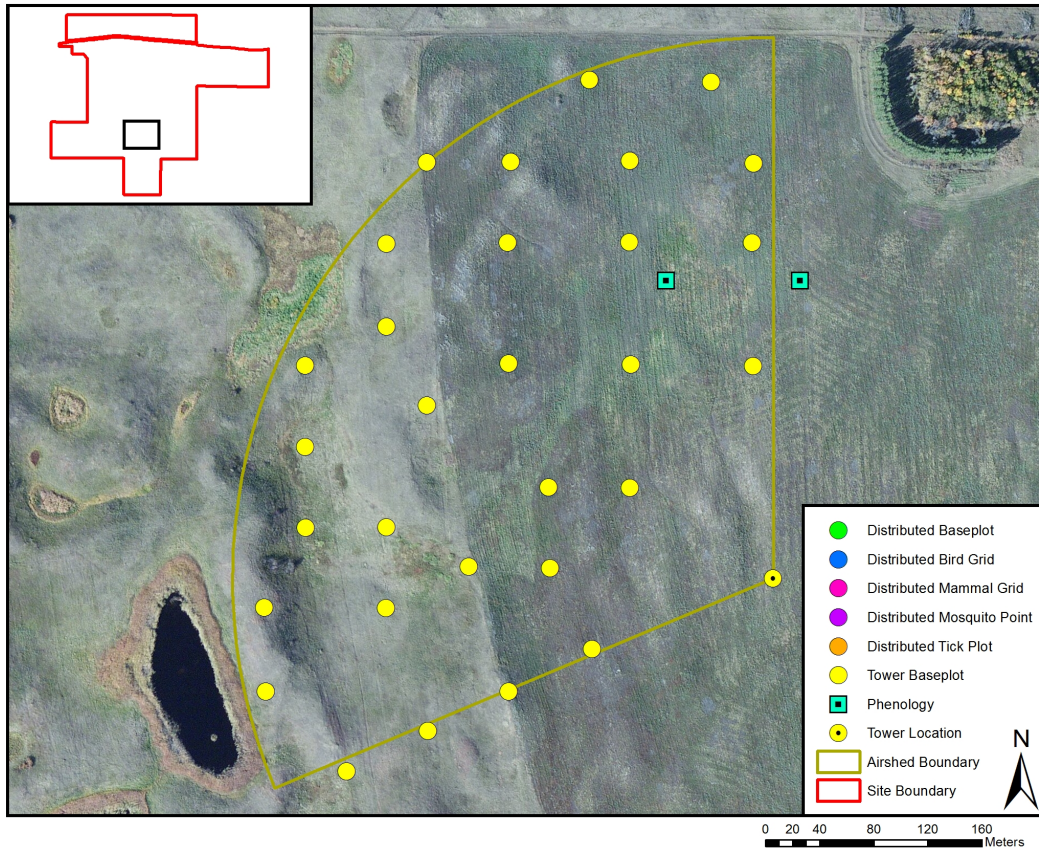 Distributed Baseplot
Distributed Bird Grid
Distributed Mammal Grid
Distributed Mosquito Point
Distributed Tick Plot
Tower Baseplot
Phenology
Tower Location
Airshed Boundary
Site Boundary
N
0 20 40 80 120 160
Meters